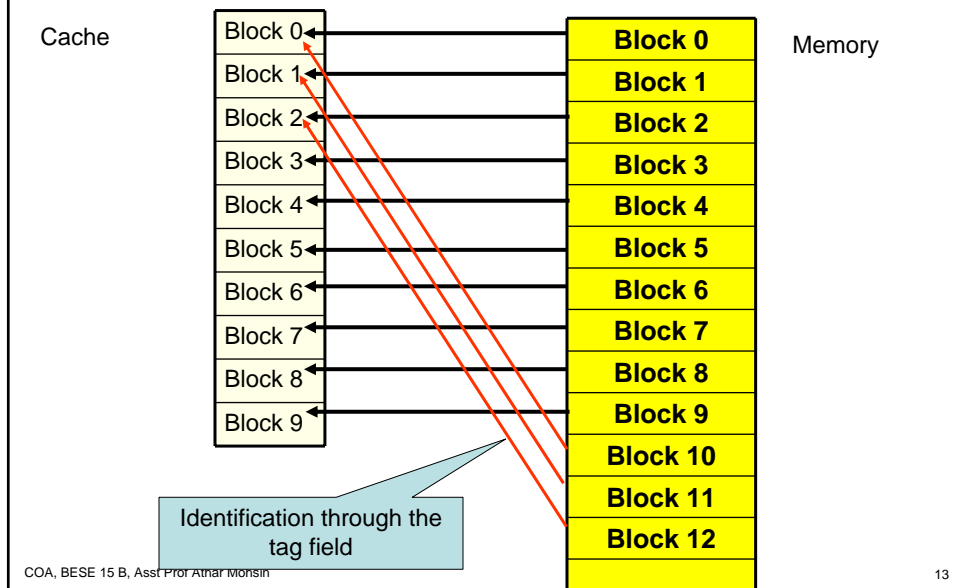 Cache
Memory
Block 0
Block 1
Block 2
Block 3
Block 4
Block 5
Block 6
Block 7
Block 8
Block 9
Block 0
Block 1
Block 2
Block 3
Block 4
Block 5
Block 6
Block 7
Block 8
Block 9
Block 10
Block 11
Block 12
Identification through the
tag field
COA, BESE 15 B, Asst Prof Athar Mohsin
13